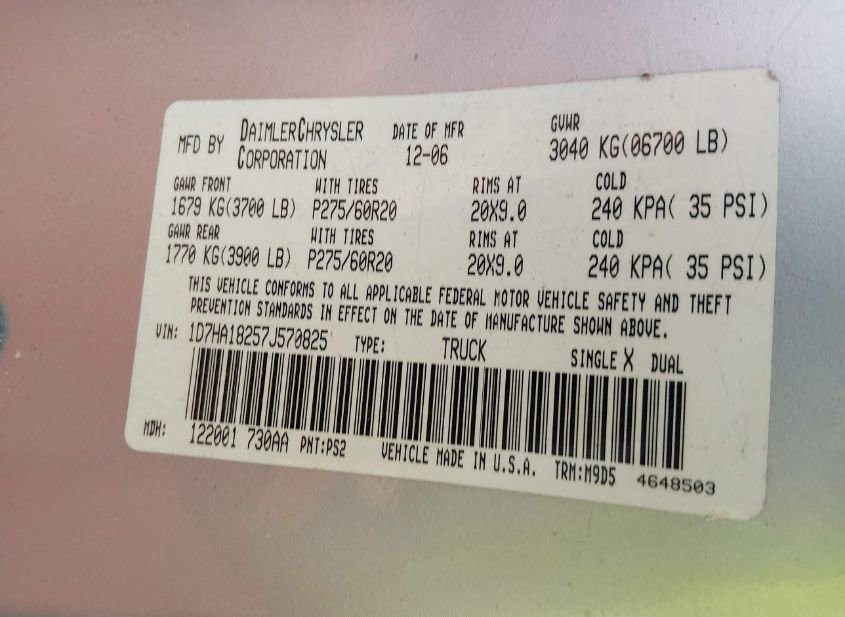 MFD BY DAIMLERCHRYSLER CORPORATION DATE OF MFR 12-06 GVWR 3040 KG(06700 LB)
GAWR FRONT WITH TIRES RIMS AT COLD
1679 KG(3700 LB) P275/60R20 20X9.0 240 KPA( 35 PSI)
GAWR REAR WITH TIRES RIMS AT COLD
1770 KG(3900 LB) P275/60R20 20X9.0 240 KPA( 35 PSI)
THIS VEHICLE CONFORMS TO ALL APPLICABLE FEDERAL MOTOR VEHICLE SAFETY AND THEFT
PREVENTION STANDARDS IN EFFECT ON THE DATE OF MANUFACTURE SHOWN ABOVE.
VIN: 1D7HA18257J570825 TYPE: TRUCK SINGLE X DUAL
MDH: 122001 730AA PNT:PS2 VEHICLE MADE IN U.S.A. TRM:M9D5 4648503